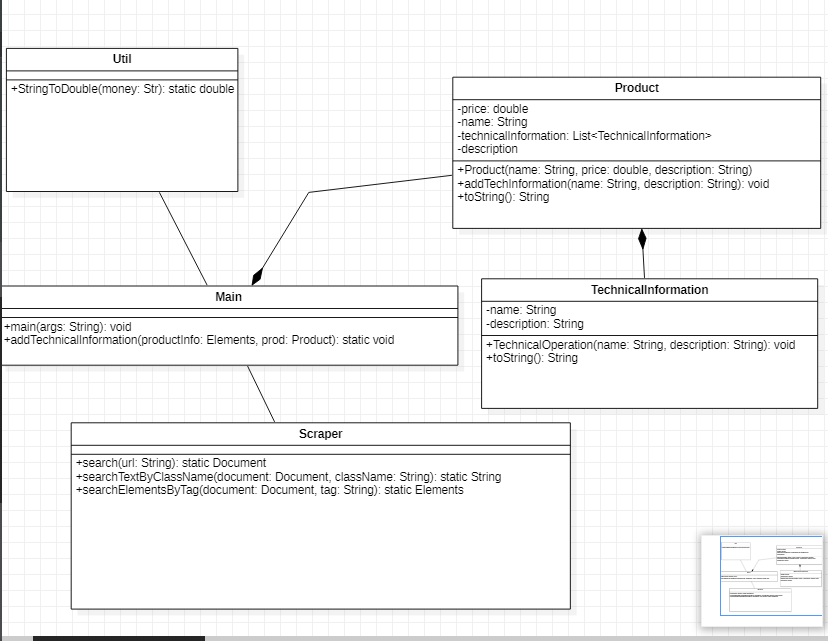 Util
+StringToDouble(money: Str): static double
Product
-price: double
-name: String
-technicalInformation: List<TechnicalInformation>
-description
+Product(name: String, price: double, description: String)
+addTechInformation(name: String, description: String): void
+toString(): String
Main
+main(args: String): void
+addTechnicalInformation(productInfo: Elements, prod: Product): static void
TechnicalInformation
-name: String
-description: String
+TechnicalOperation(name: String, description: String): void
+toString(): String
Scraper
+search(url: String): static Document
+searchTextByClassName(document: Document, className: String): static String
+searchElementsByTag(document: Document, tag: String): static Elements